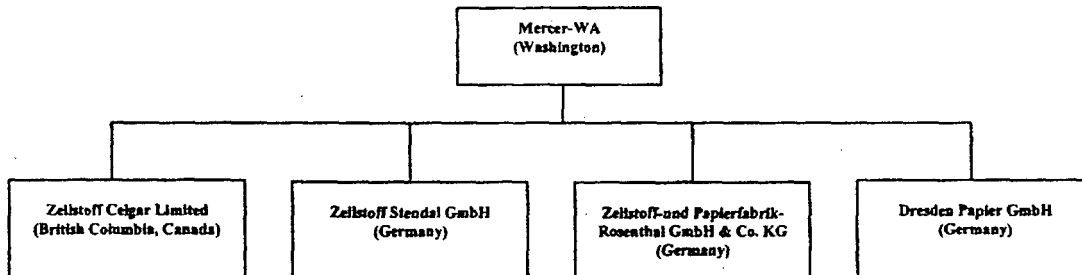 Mercer-WA
(Washington)
Zellstoff Celgar Limited
(British Columbia, Canada)
Zellstoff Stendal GmbH
(Germany)
Zellstoff-und Papierfabrik-
Rosenthal GmbH & Co. KG
(Germany)
Dresden Papier GmbH
(Germany)